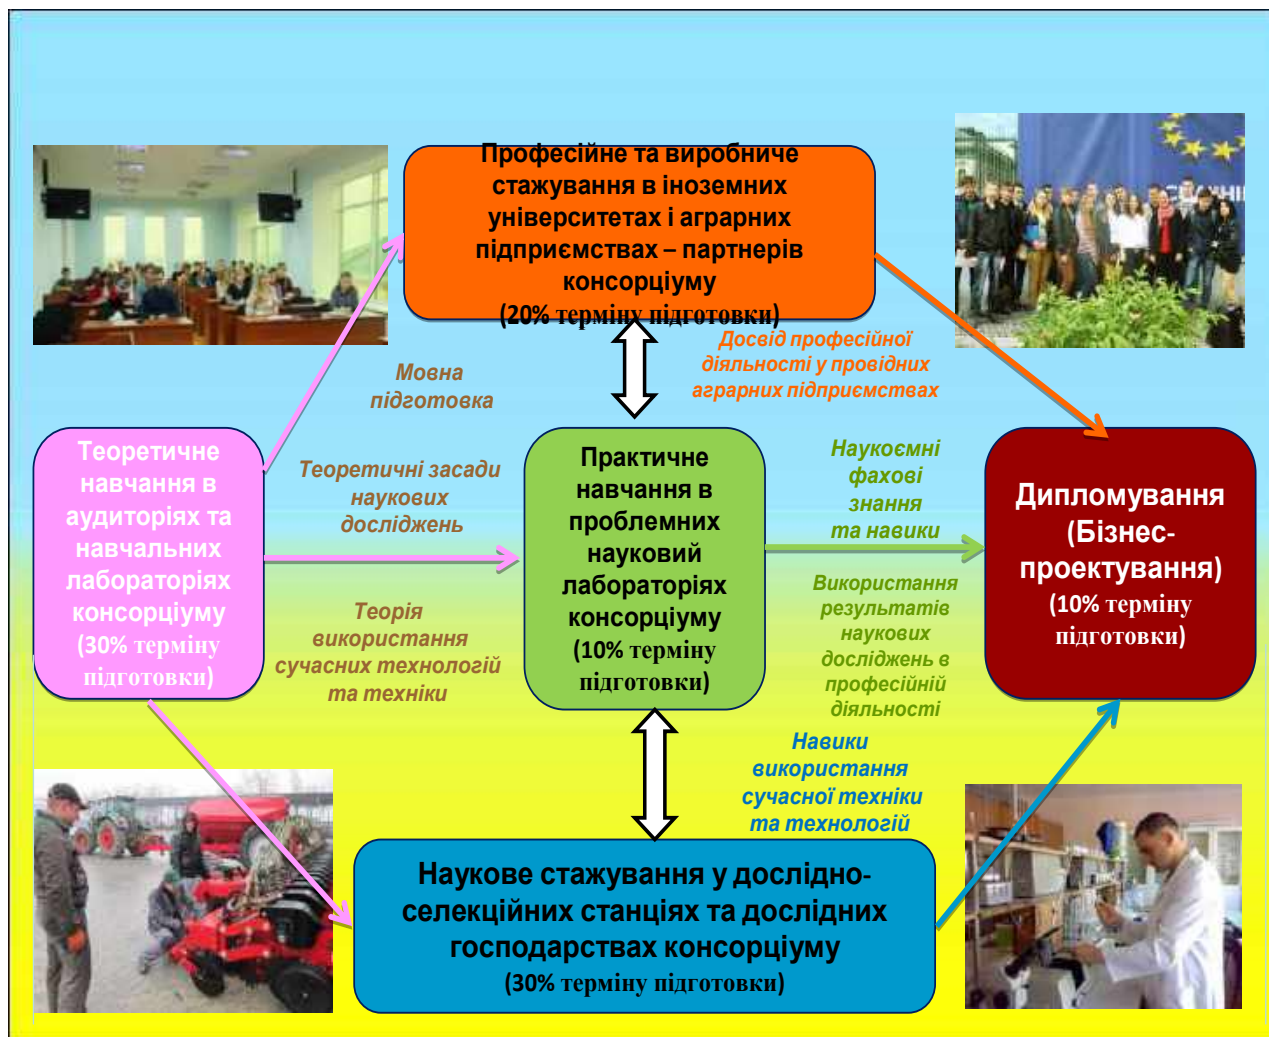 Професійне та виробниче
стажування в іноземних
університетах і аграрних
підприємствах – партнерів
консорціуму
(20% терміну підготовки)
Досвід професійної
діяльності у провідних
аграрних підприємствах
Мовна
підготовка
Теоретичне
навчання в
аудиторіях та
навчальних
лабораторіях
консорціуму
(30% терміну
підготовки)
Теоретичні засади
наукових
досліджень
Теорія
використання
сучасних технологій
та техніки
Практичне
навчання в
проблемних
науковий
лабораторіях
консорціуму
(10% терміну
підготовки)
Наукоємні
фахові
знання
та навики
Використання
результатів
наукових
досліджень в
професійній
діяльності
Дипломування
(Бізнес-
проектування)
(10% терміну
підготовки)
Навики
використання
сучасної техніки
та технологій
Наукове стажування у дослідно-
селекційних станціях та дослідних
господарствах консорціуму
(30% терміну підготовки)